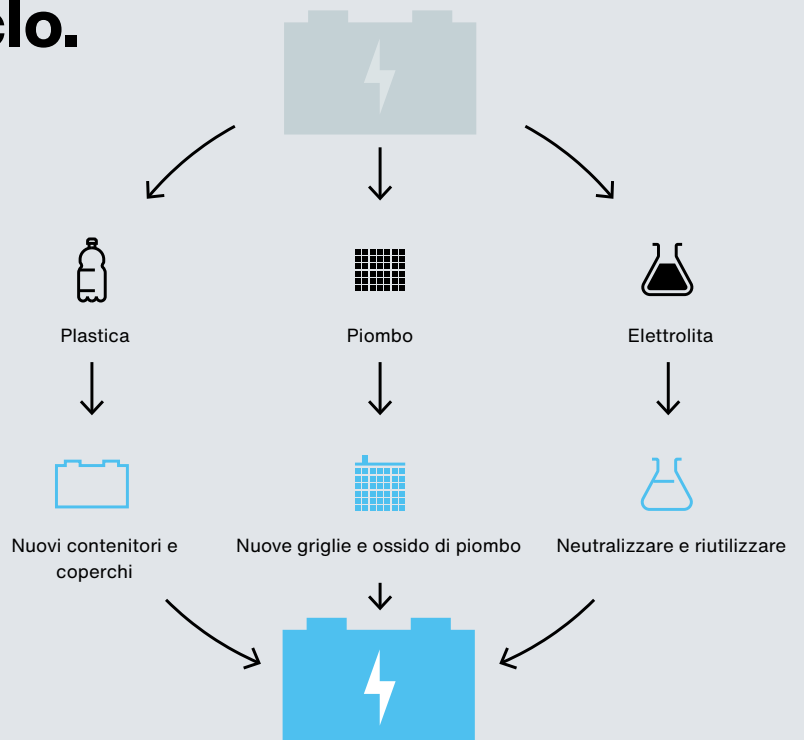 clo.
Plastica
Piombo
Elettrolita
Nuovi contenitori e
coperchi
Nuove griglie e ossido di piombo
Neutralizzare e riutilizzare